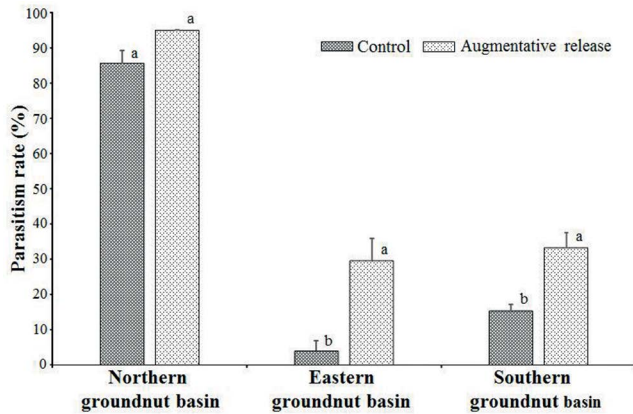 100
90
80
70
60
50
40
30
20
10
0
Parasitism rate (%)
Control
Augmentative release
a
a
b
a
b
a
Northern
groundnut basin
Eastern
groundnut basin
Southern
groundnut basin